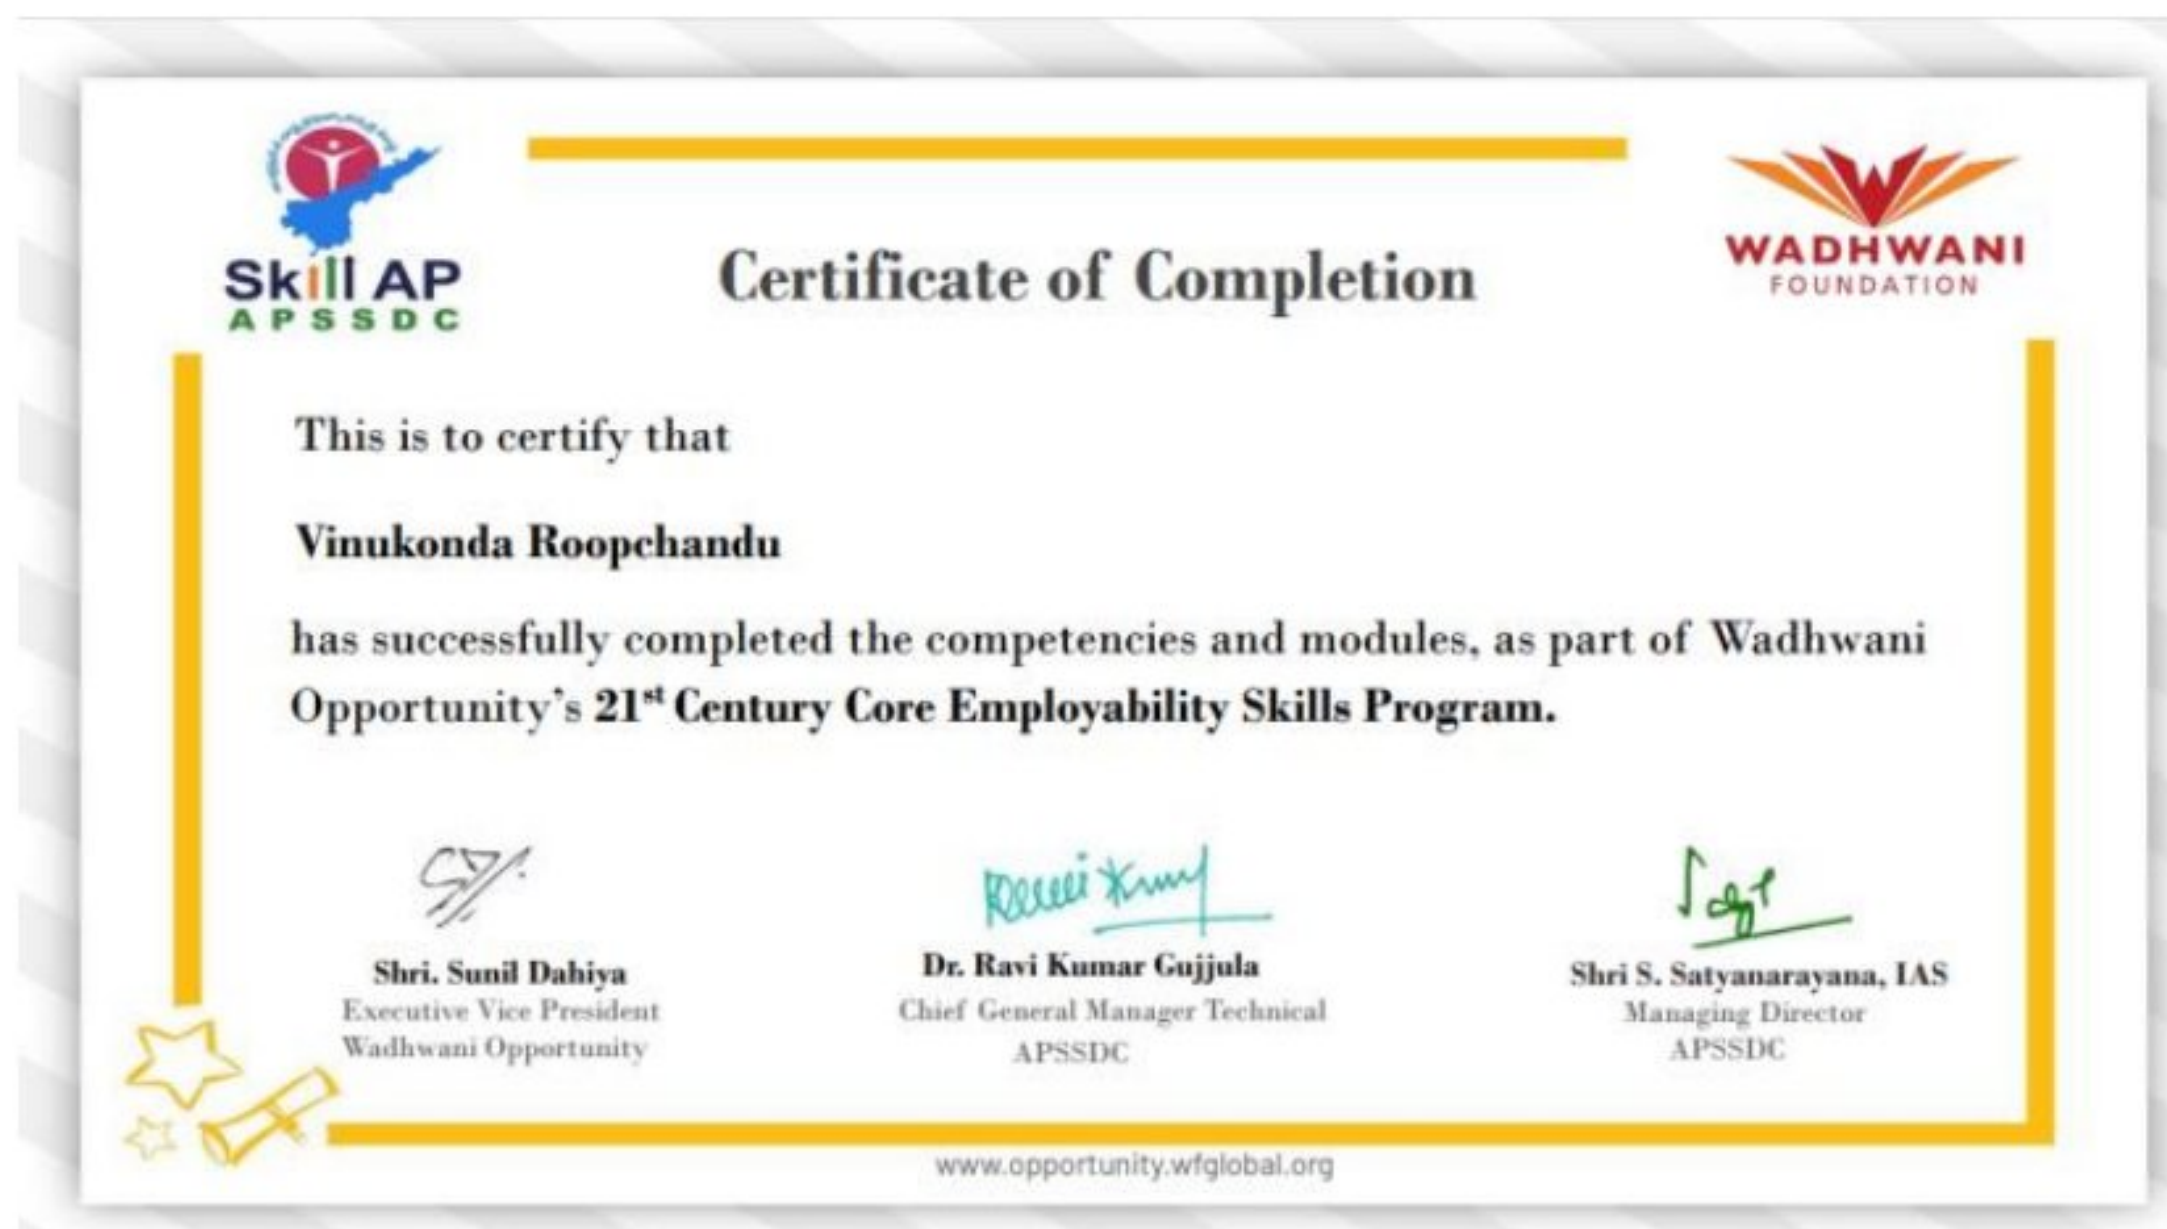 Skill AP
APSSDC
WADHWANI
FOUNDATION
Certificate of Completion
This is to certify that
Vinukonda Roopchandu
has successfully completed the competencies and modules, as part of Wadhwani
Opportunity's 21st Century Core Employability Skills Program.
Shri. Sunil Dahiya
Executive Vice President
Wadhwani Opportunity
Dr. Ravi Kumar Gujjula
Chief General Manager Technical
APSSDC
Shri S. Satyanarayana, IAS
Managing Director
APSSDC
www.opportunity.wfglobal.org